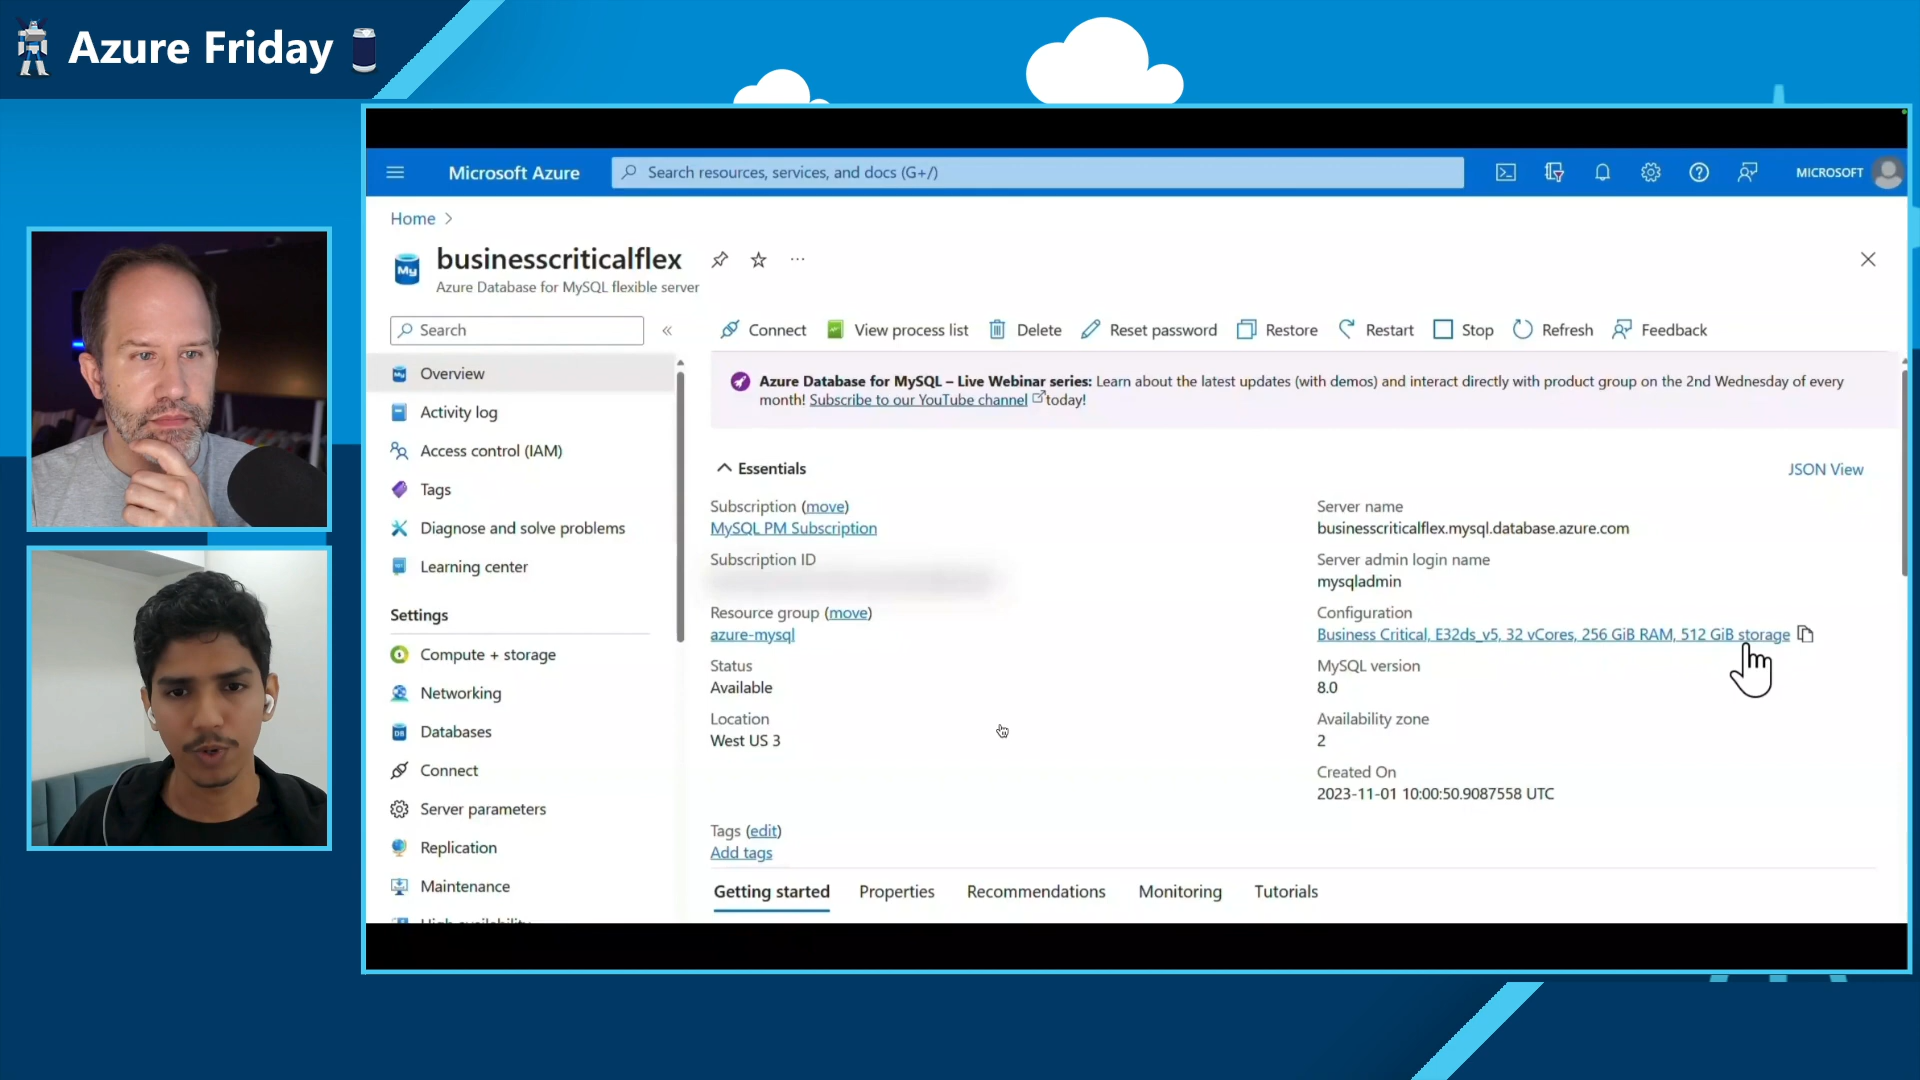 Azure Friday
Microsoft Azure
Search resources, services, and docs (G+/)
MICROSOFT
Home
businesscriticalflex
Azure Database for MySQL flexible server
Search
Connect
View process list
Delete
Reset password
Restore
Restart
Stop
Refresh
Feedback
Overview
Activity log
Access control (IAM)
Tags
Diagnose and solve problems
Learning center
Settings
Compute + storage
Networking
Databases
Connect
Server parameters
Replication
Maintenance
High availability
Azure Database for MySQL – Live Webinar series: Learn about the latest updates (with demos) and interact directly with product group on the 2nd Wednesday of every
month! Subscribe to our YouTube channel today!
Essentials
JSON View
Subscription (move)
MySQL PM Subscription
Subscription ID
Resource group (move)
azure-mysql
Status
Available
Location
West US 3
Server name
businesscriticalflex.mysql.database.azure.com
Server admin login name
mysqladmin
Configuration
Business Critical, E32ds_v5, 32 vCores, 256 GiB RAM, 512 GiB storage
MySQL version
8.0
Availability zone
2
Created On
2023-11-01 10:00:50.9087558 UTC
Tags (edit)
Add tags
Getting started
Properties
Recommendations
Monitoring
Tutorials